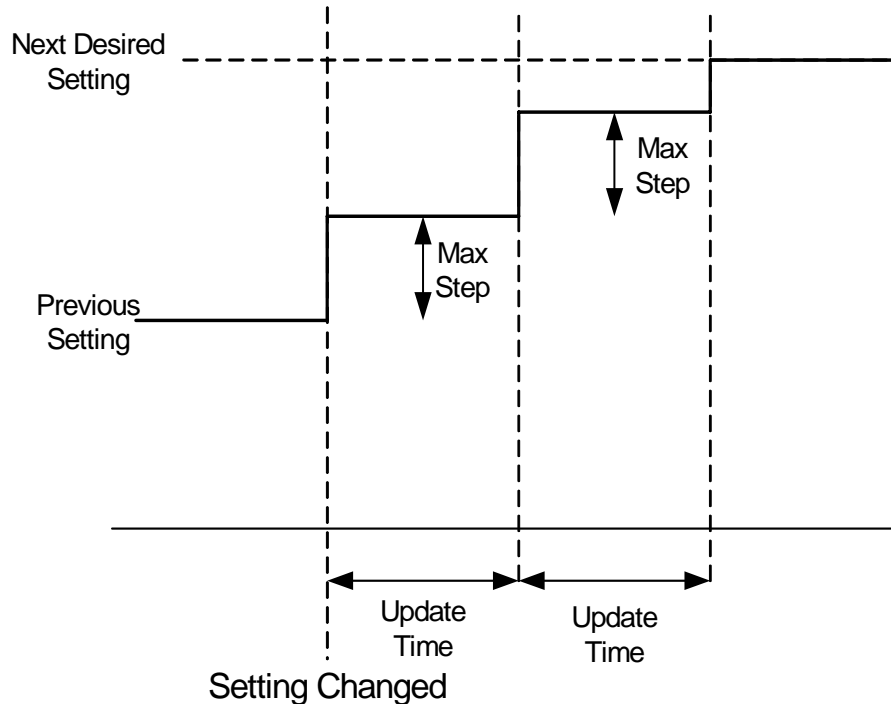 Next Desired
Setting
Max
Step
Max
Step
Previous
Setting
Update
Time
Update
Time
Setting Changed